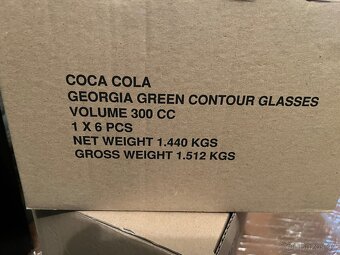 COCA COLA
GEORGIA GREEN CONTOUR GLASSES
VOLUME 300 CC
1 X 6 PCS
NET WEIGHT 1.440 KGS
GROSS WEIGHT 1.512 KGS